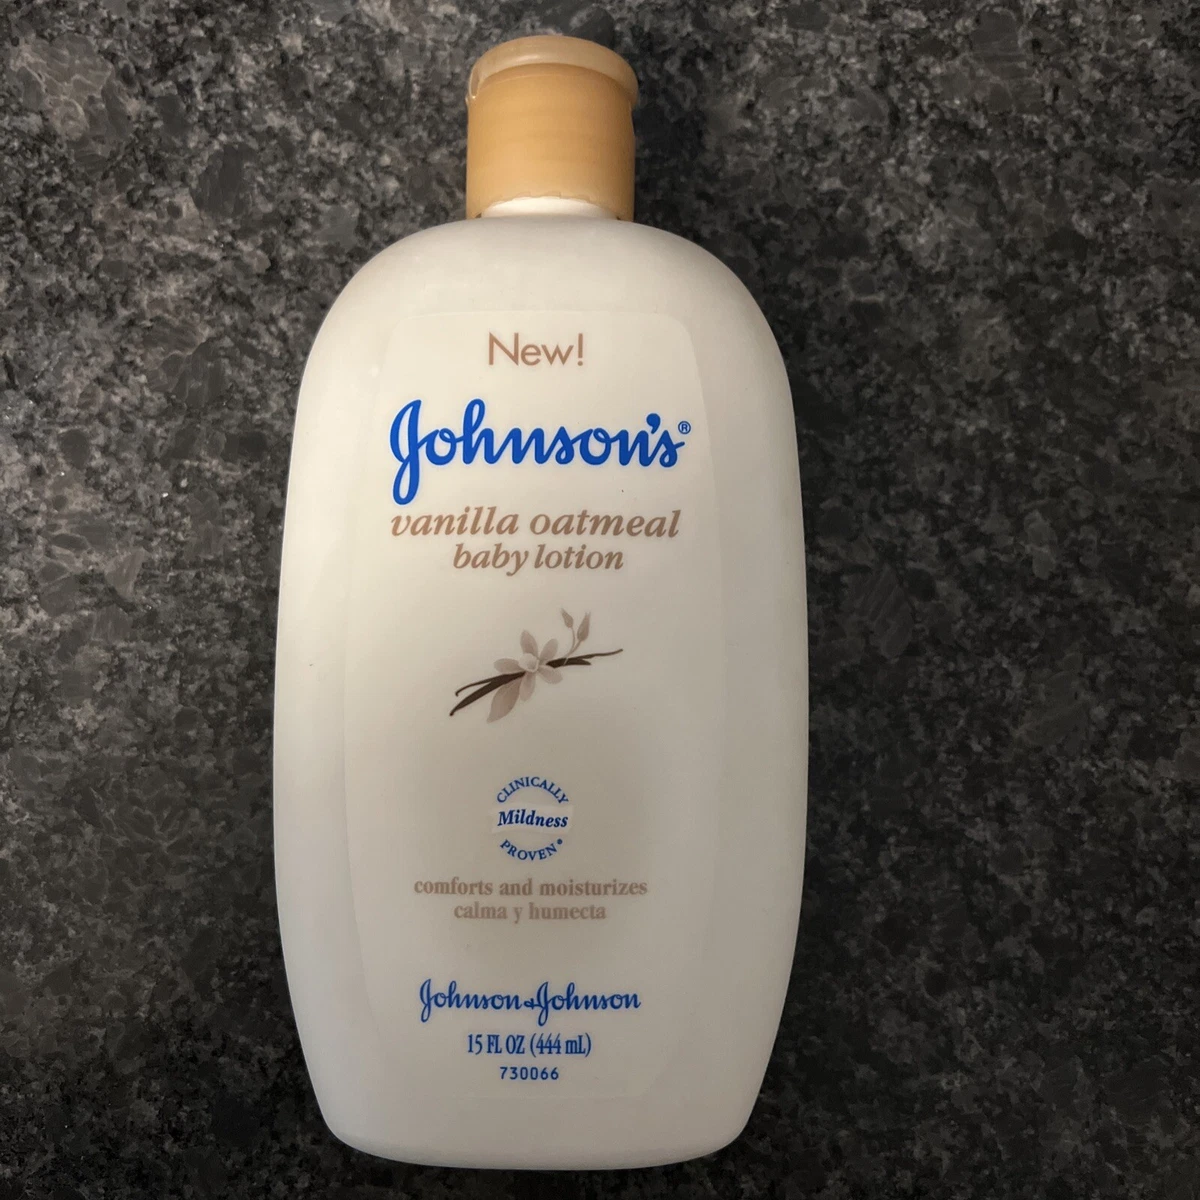 New!
Johnson's®
vanilla oatmeal
baby lotion
CLINICALLY
Mildness
PROVEN®
comforts and moisturizes
calma y humecta
Johnson & Johnson
15 FL OZ (444 mL)
730066